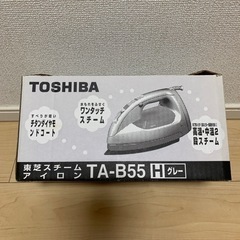 TOSHIBA
すべりが軽い
チタンダイヤモ
ンドコート
ワンタッチ
スチーム
高温・中温2
段スチーム
東芝スチーム
アイロン
TA-B55
H グレー